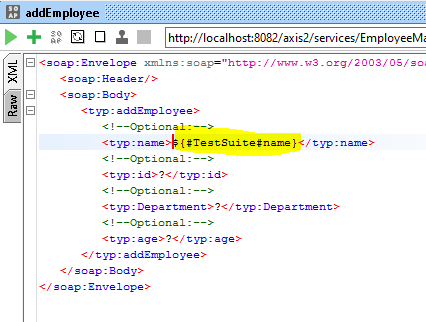 addEmployee
http://localhost:8082/axis2/services/EmployeeMa
XML
Raw
<soap:Envelope xmlns:soap="http://www.w3.org/2003/05/soa
<soap:Header/>
<soap:Body>
<typ:addEmployee>
<!--Optional:-->
<typ:name>${#TestSuite#name}</typ:name>
<!--Optional:-->
<typ:id>?</typ:id>
<!--Optional:-->
<typ:Department>?</typ:Department>
<!--Optional:-->
<typ:age>?</typ:age>
</typ:addEmployee>
</soap:Body>
</soap:Envelope>